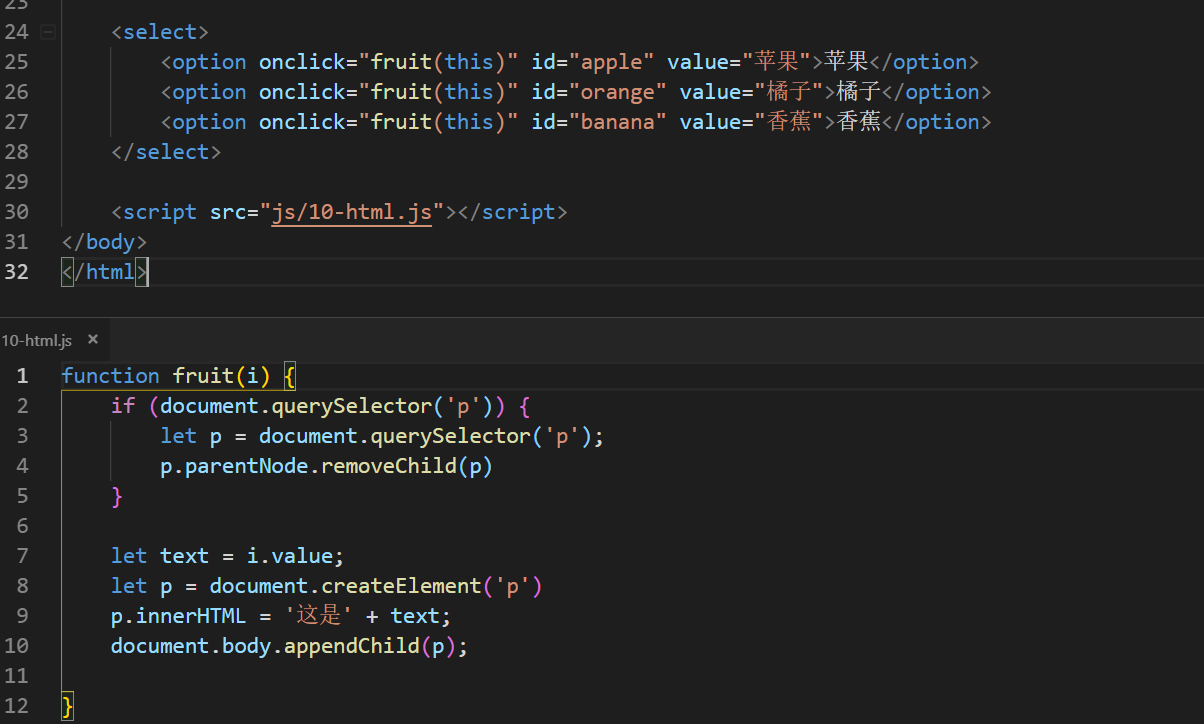 23
24 <select>
25 <option onclick="fruit(this)" id="apple" value="苹果">苹果</option>
26 <option onclick="fruit(this)" id="orange" value="橘子">橘子</option>
27 <option onclick="fruit(this)" id="banana" value="香蕉">香蕉</option>
28 </select>
29
30 <script src="js/10-html.js"></script>
31 </body>
32 </html>
10-html.js ×
1 function fruit(i) {
2 if (document.querySelector('p')) {
3 let p = document.querySelector('p');
4 p.parentNode.removeChild(p)
5 }
6
7 let text = i.value;
8 let p = document.createElement('p')
9 p.innerHTML = '这是' + text;
10 document.body.appendChild(p);
11
12 }